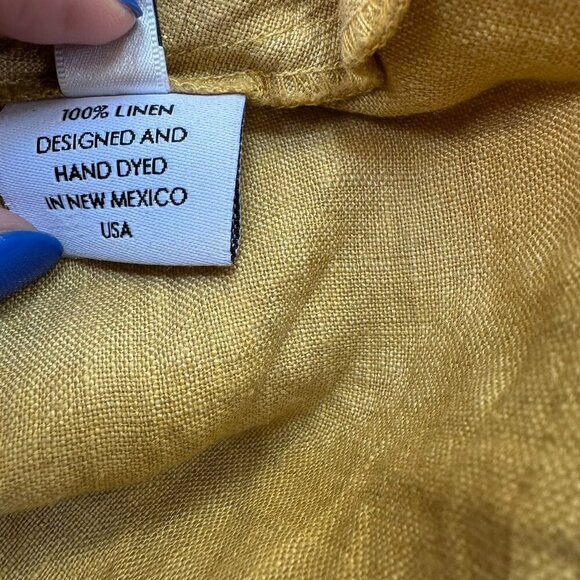 100% LINEN
DESIGNED AND
HAND DYED
IN NEW MEXICO
USA